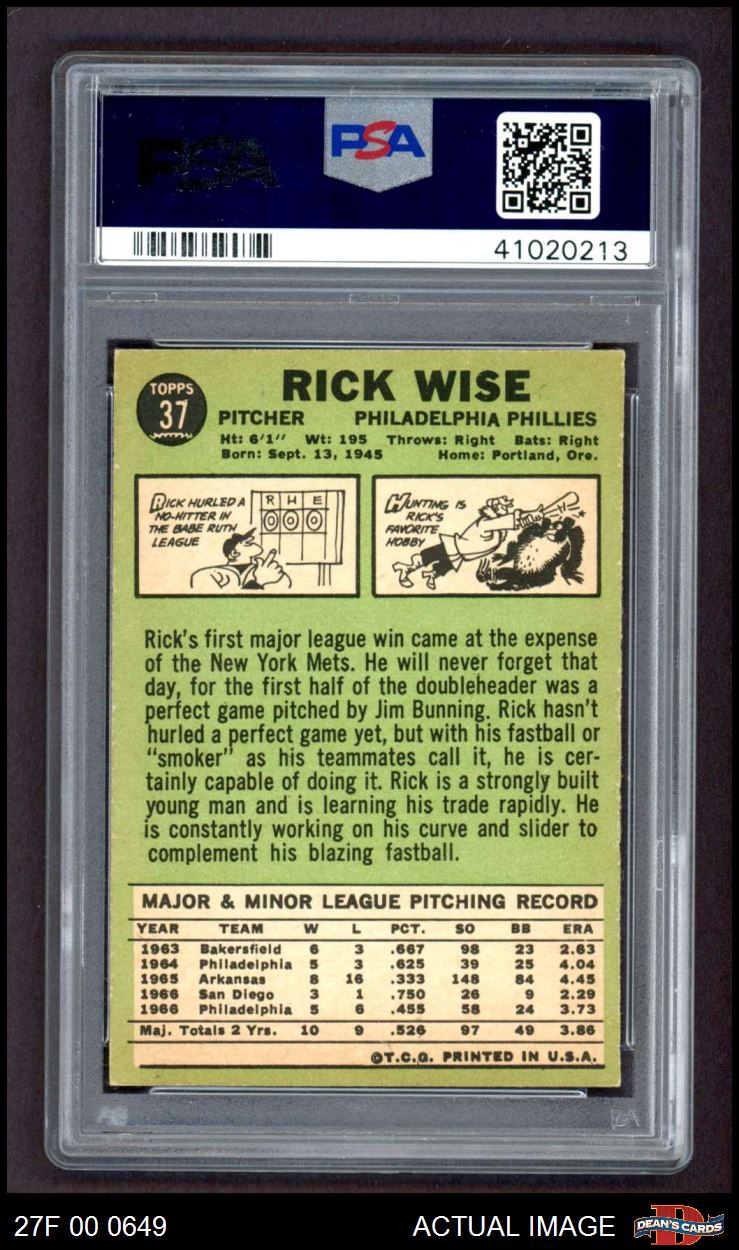 PSA
PSA
41020213
TOPPS
37
RICK WISE
PITCHER PHILADELPHIA PHILLIES
Ht: 6'1" Wt: 195 Throws: Right Bats: Right
Born: Sept. 13, 1945 Home: Portland, Ore.
RICK HURLED A
NO-HITTER IN
THE BABE RUTH
LEAGUE
R H E
0 0 0
HUNTING IS
RICK'S
FAVORITE
HOBBY
Rick's first major league win came at the expense
of the New York Mets. He will never forget that
day, for the first half of the doubleheader was a
perfect game pitched by Jim Bunning. Rick hasn't
hurled a perfect game yet, but with his fastball or
"smoker" as his teammates call it, he is cer-
tainly capable of doing it. Rick is a strongly built
young man and is learning his trade rapidly. He
is constantly working on his curve and slider to
complement his blazing fastball.
MAJOR & MINOR LEAGUE PITCHING RECORD
YEAR TEAM W L PCT. SO BB ERA
1963 Bakersfield 6 3 .667 98 23 2.63
1964 Philadelphia 5 3 .625 39 25 4.04
1965 Arkansas 8 16 .333 148 84 4.45
1966 San Diego 3 1 .750 26 9 2.29
1966 Philadelphia 5 6 .455 58 24 3.73
Maj. Totals 2 Yrs. 10 9 .526 97 49 3.86
©T.C.G. PRINTED IN U.S.A.
27F 00 0649
ACTUAL IMAGE
DEAN'S CARDS